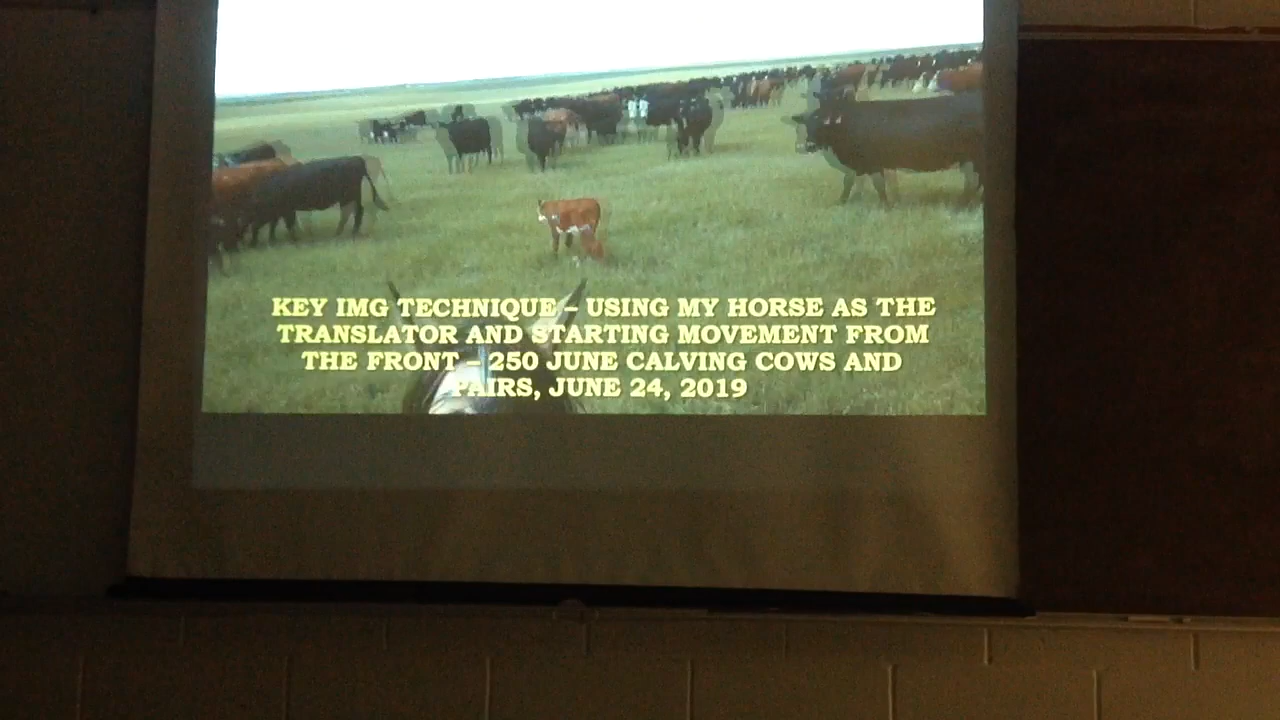 KEY IMG TECHNIQUE – USING MY HORSE AS THE
TRANSLATOR AND STARTING MOVEMENT FROM
THE FRONT – 250 JUNE CALVING COWS AND
PAIRS, JUNE 24, 2019